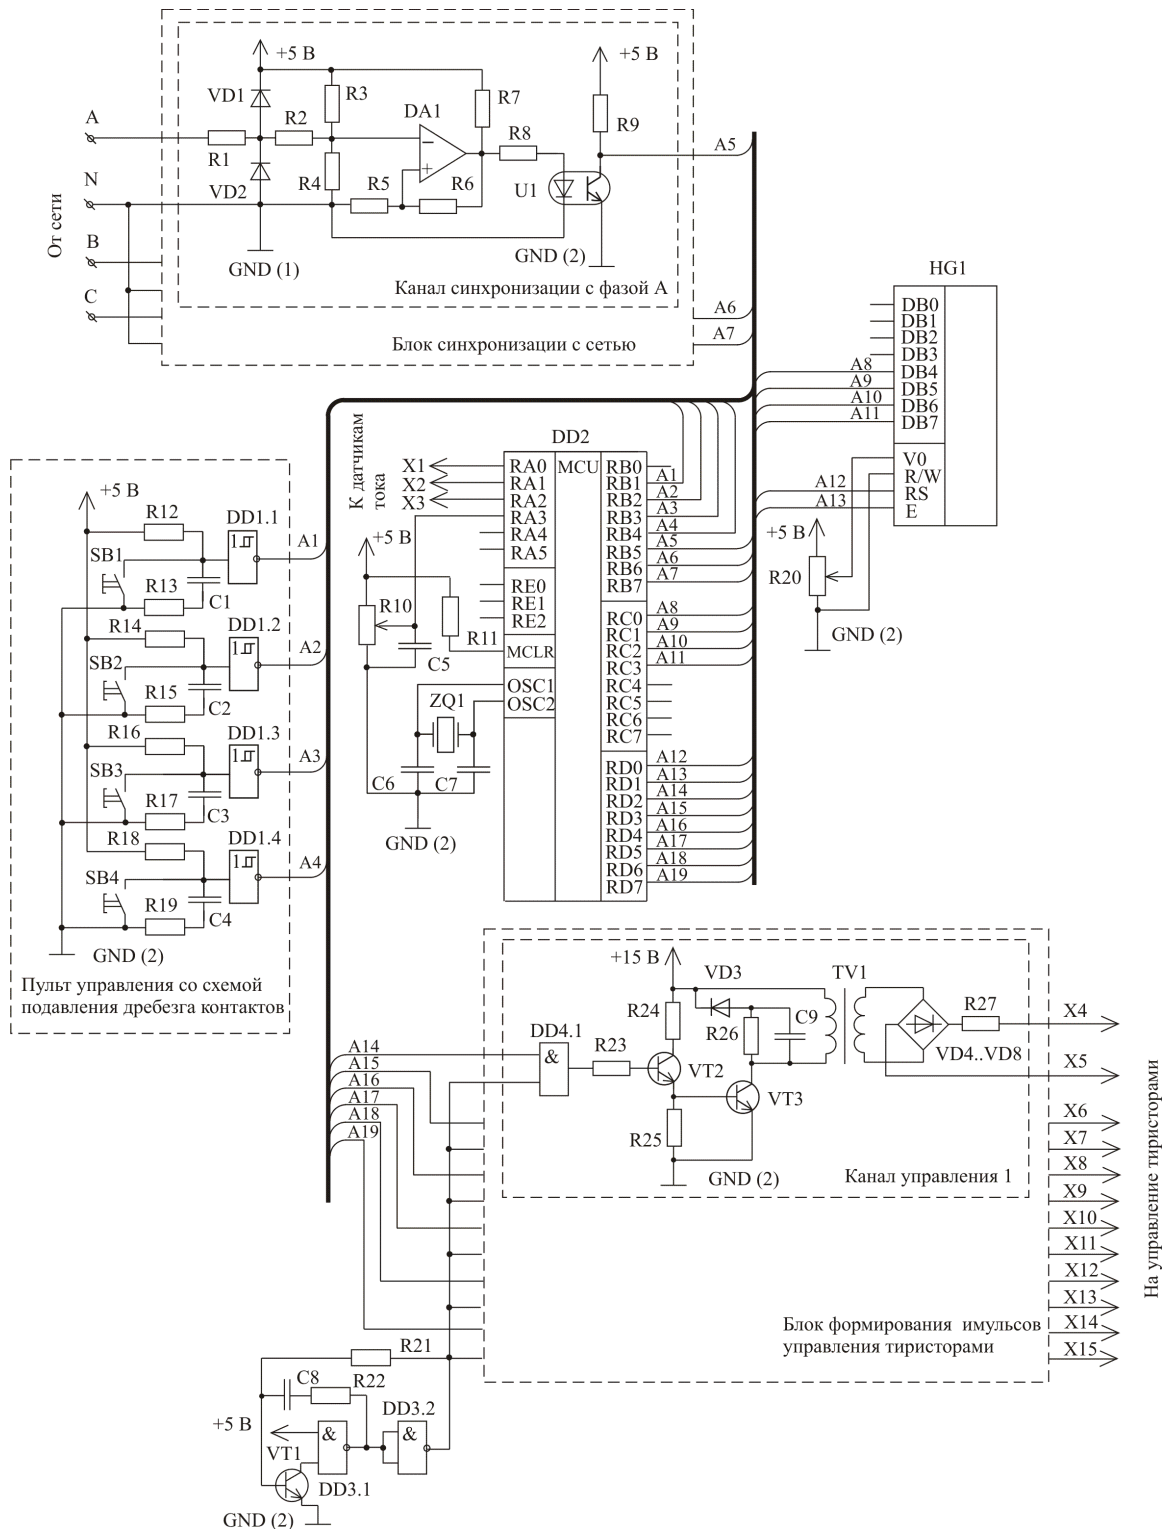 +5 В
+5 В
VD1
R3
R7
A
R2
DA1
R8
R9
A5
R1
−
+
N
VD2
R4
R5
R6
U1
От сети
B
GND (1)
GND (2)
C
Канал синхронизации с фазой А
A6
A7
Блок синхронизации с сетью
HG1
DB0
DB1
DB2
DB3
A8
DB4
A9
DB5
A10
DB6
A11
DB7
V0
R/W
A12
RS
A13
E
+5 В
R20
GND (2)
К датчикам
тока
DD2
MCU
X1
RA0
RB0
X2
RA1
RB1
A1
X3
RA2
RB2
A2
RA3
RB3
A3
RA4
RB4
A4
RA5
RB5
A5
RB6
A6
RB7
A7
+5 В
RE0
RE1
RE2
R10
R11
RC0
A8
RC1
A9
MCLR
RC2
A10
C5
RC3
A11
OSC1
RC4
OSC2
RC5
ZQ1
RC6
RC7
C6
C7
RD0
A12
RD1
A13
RD2
A14
RD3
A15
RD4
A16
RD5
A17
RD6
A18
RD7
A19
GND (2)
+5 В
R12
DD1.1
1
A1
SB1
R13
C1
R14
DD1.2
1
A2
SB2
R15
C2
R16
DD1.3
1
A3
SB3
R17
C3
R18
DD1.4
1
A4
SB4
R19
C4
GND (2)
Пульт управления со схемой
подавления дребезга контактов
+15 В
VD3
TV1
R24
R26
C9
R27
X4
DD4.1
&
R23
VT2
VD4..VD8
X5
VT3
R25
GND (2)
Канал управления 1
A14
A15
A16
A17
A18
A19
X6
X7
X8
X9
X10
X11
X12
X13
X14
X15
На управление тиристорами
Блок формирования имульсов
управления тиристорами
R21
C8
R22
+5 В
DD3.2
&
&
VT1
DD3.1
GND (2)